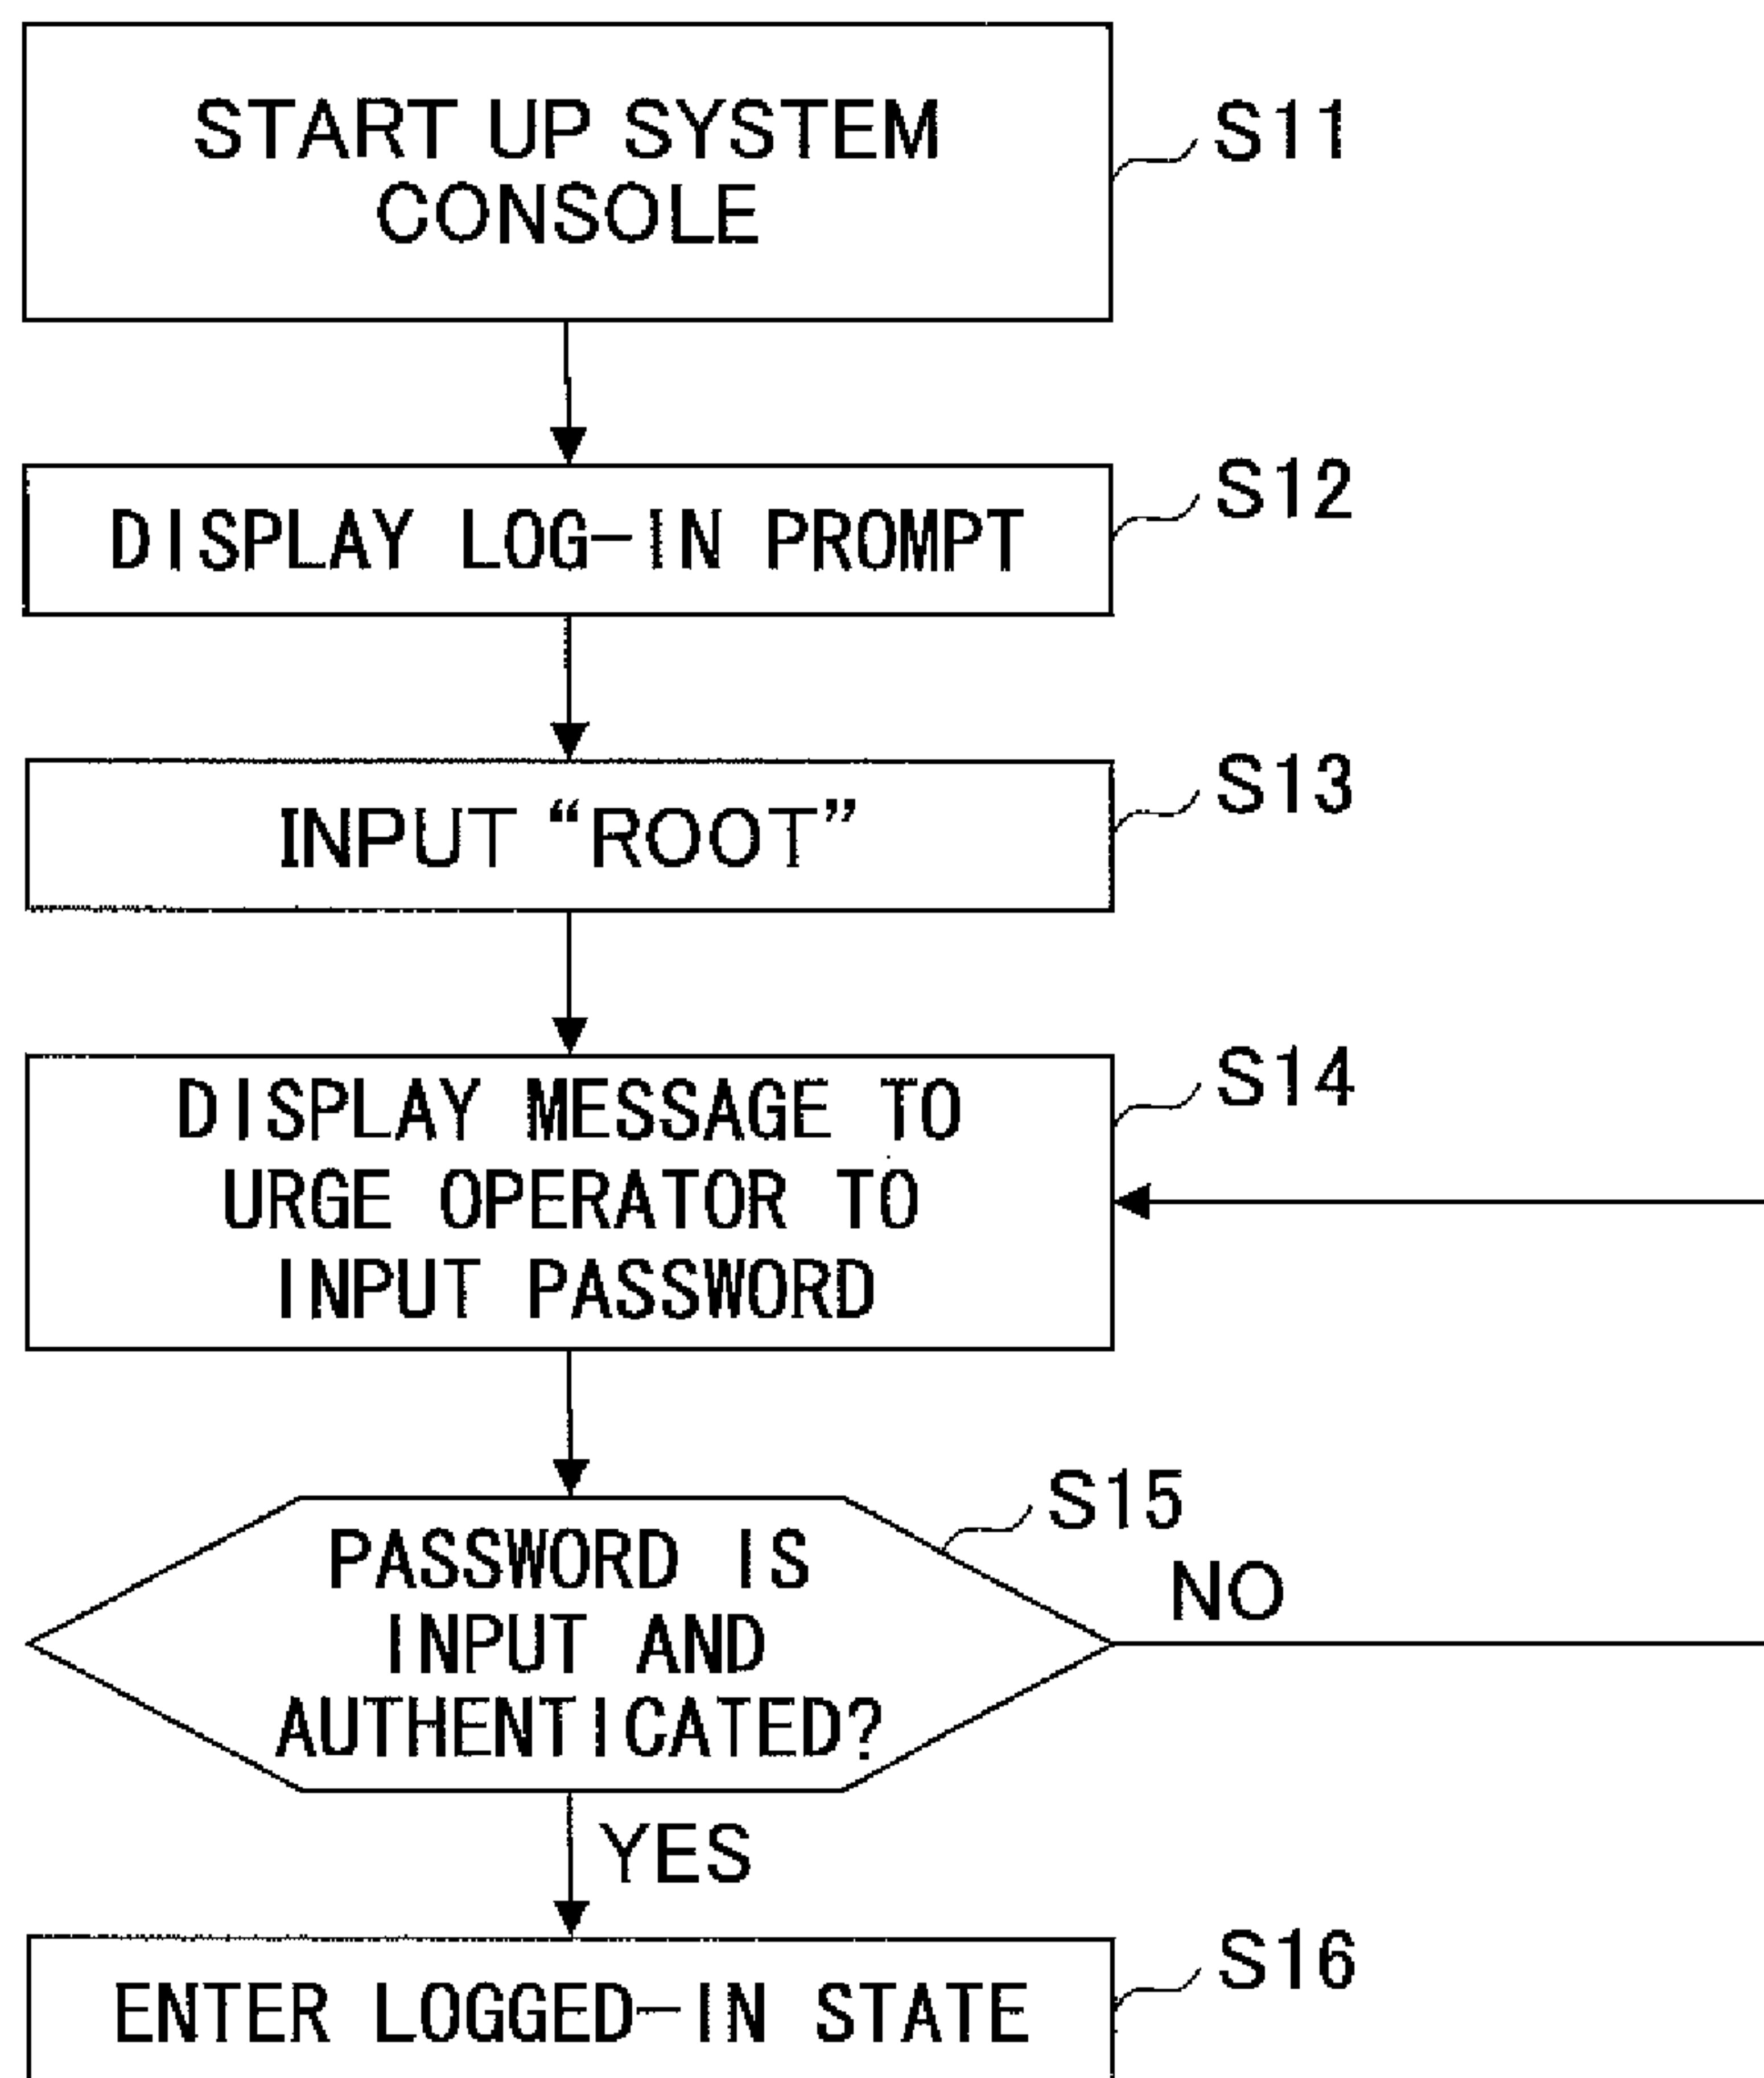 START UP SYSTEM
CONSOLE
S11
DISPLAY LOG-IN PROMPT
S12
INPUT “ROOT”
S13
DISPLAY MESSAGE TO
URGE OPERATOR TO
INPUT PASSWORD
S14
PASSWORD IS
INPUT AND
AUTHENTICATED?
S15
NO
YES
ENTER LOGGED-IN STATE
S16